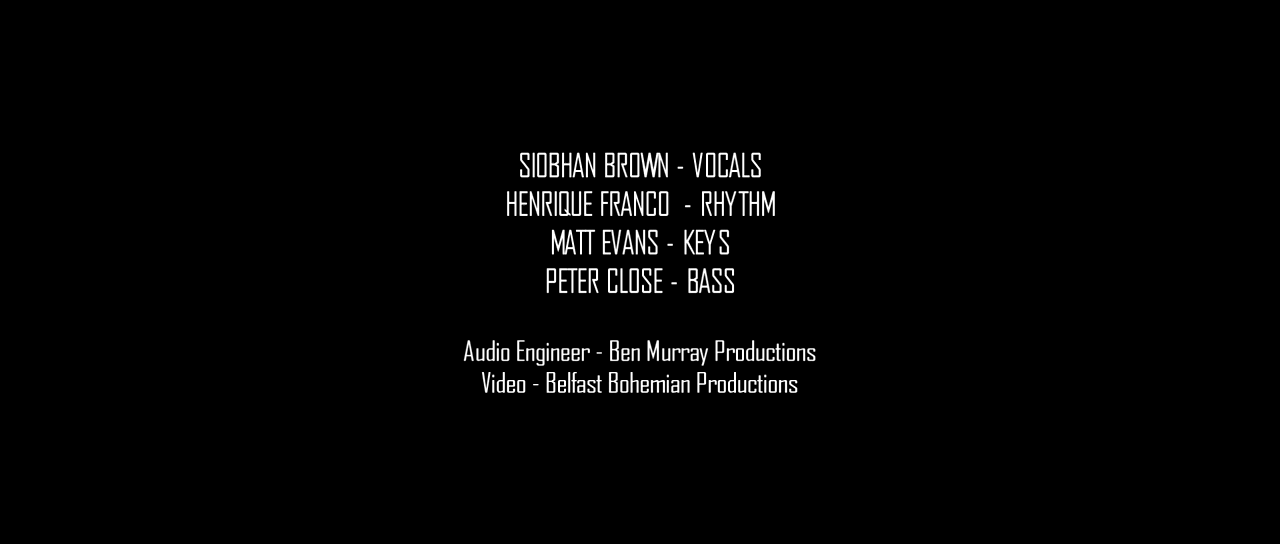 SIOBHAN BROWN - VOCALS
HENRIQUE FRANCO - RHYTHM
MATT EVANS - KEYS
PETER CLOSE - BASS
Audio Engineer - Ben Murray Productions
Video - Belfast Bohemian Productions